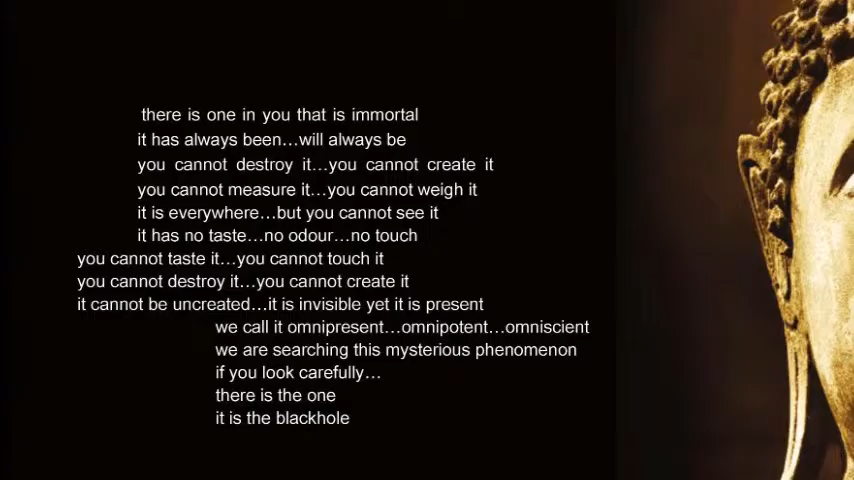 there is one in you that is immortal
it has always been...will always be
you cannot destroy it...you cannot create it
you cannot measure it...you cannot weigh it
it is everywhere...but you cannot see it
it has no taste...no odour...no touch
you cannot taste it...you cannot touch it
you cannot destroy it...you cannot create it
it cannot be uncreated...it is invisible yet it is present
we call it omnipresent...omnipotent...omniscient
we are searching this mysterious phenomenon
if you look carefully...
there is the one
it is the blackhole